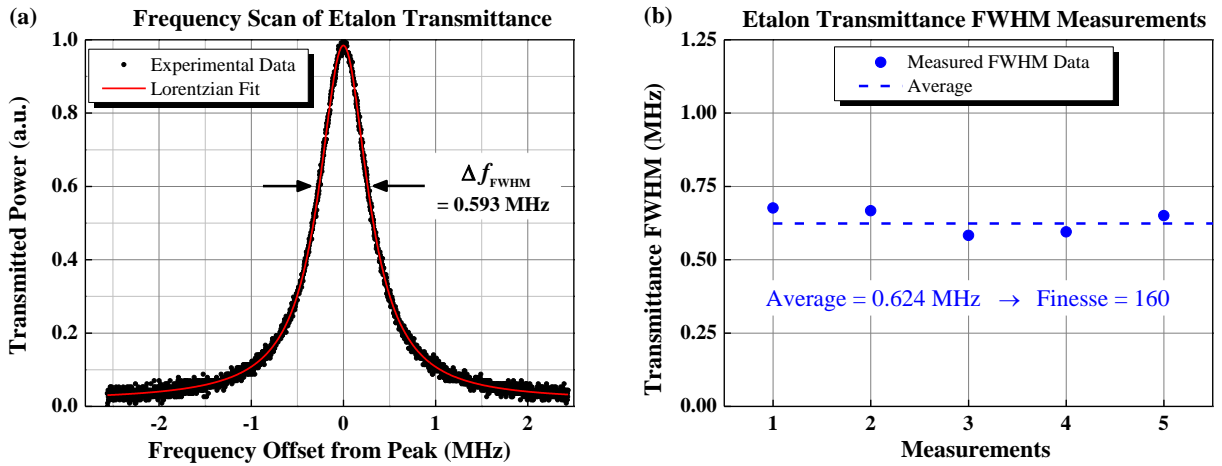 (a)
Frequency Scan of Etalon Transmittance
Experimental Data
Lorentzian Fit
Δf_FWHM
= 0.593 MHz
Transmitted Power (a.u.)
1.0
0.8
0.6
0.4
0.2
0.0
-2
-1
0
1
2
Frequency Offset from Peak (MHz)
(b)
Etalon Transmittance FWHM Measurements
Measured FWHM Data
Average
Average = 0.624 MHz → Finesse = 160
Transmittance FWHM (MHz)
1.25
1.00
0.75
0.50
0.25
0.00
1
2
3
4
5
Measurements